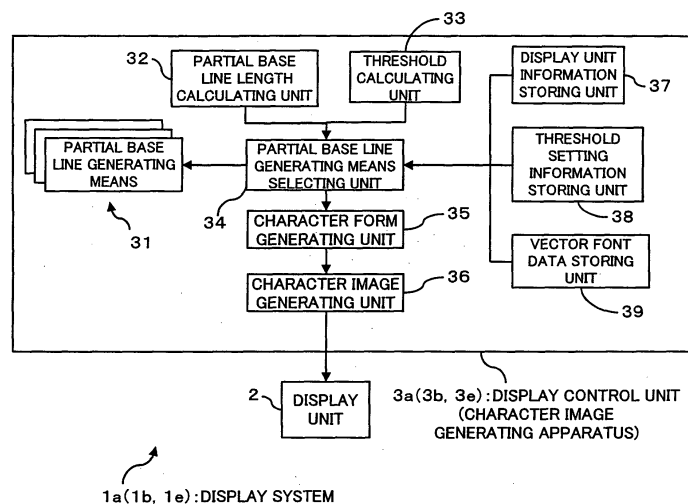 33
32
PARTIAL BASE
LINE LENGTH
CALCULATING UNIT
THRESHOLD
CALCULATING
UNIT
DISPLAY UNIT
INFORMATION
STORING UNIT
37
PARTIAL BASE
LINE GENERATING
MEANS
31
PARTIAL BASE LINE
GENERATING MEANS
SELECTING UNIT
34
THRESHOLD
SETTING
INFORMATION
STORING UNIT
38
CHARACTER FORM
GENERATING UNIT
35
CHARACTER IMAGE
GENERATING UNIT
36
VECTOR FONT
DATA STORING
UNIT
39
2
DISPLAY
UNIT
3a(3b, 3e):DISPLAY CONTROL UNIT
(CHARACTER IMAGE
GENERATING APPARATUS)
1a(1b, 1e):DISPLAY SYSTEM